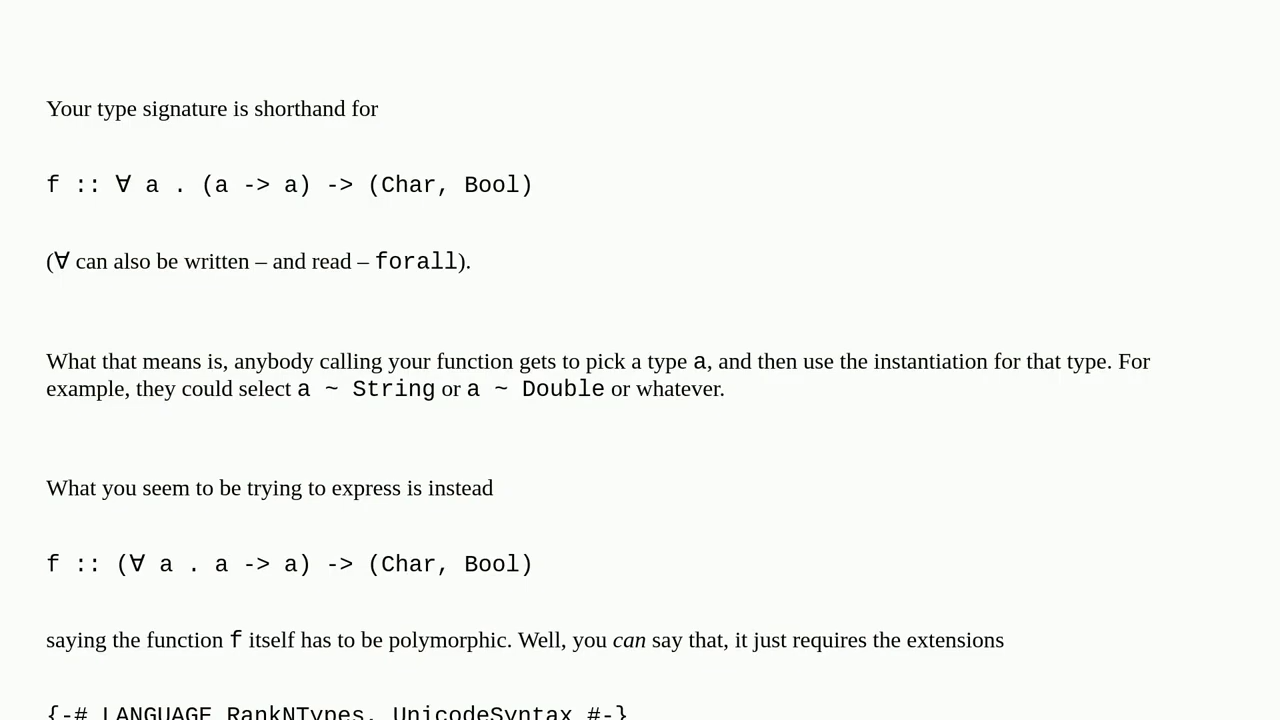 Your type signature is shorthand for
f :: ∀ a . (a -> a) -> (Char, Bool)
(∀ can also be written – and read – forall).
What that means is, anybody calling your function gets to pick a type a, and then use the instantiation for that type. For
example, they could select a ~ String or a ~ Double or whatever.
What you seem to be trying to express is instead
f :: (∀ a . a -> a) -> (Char, Bool)
saying the function f itself has to be polymorphic. Well, you can say that, it just requires the extensions
{-# LANGUAGE RankNTypes, UnicodeSyntax #-}